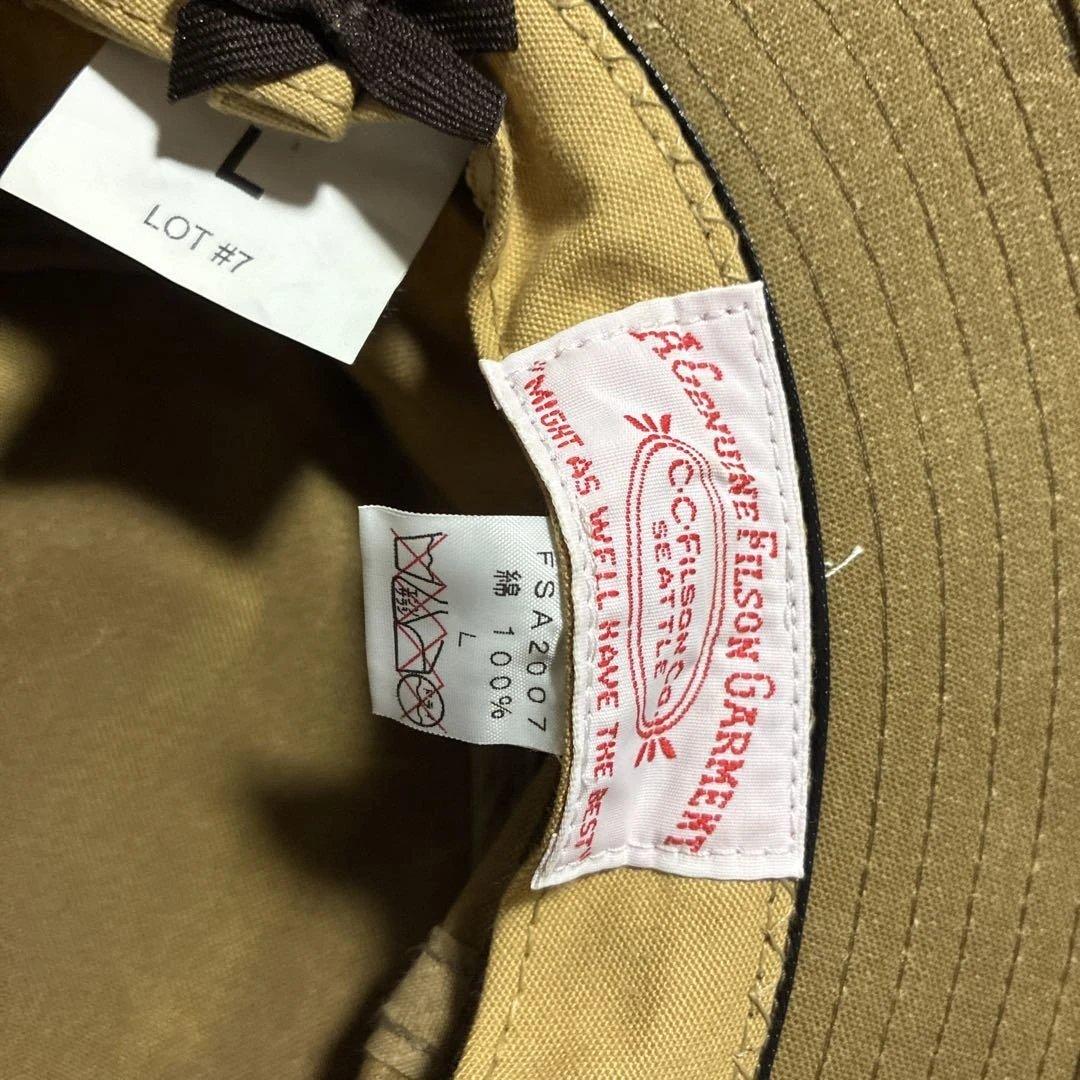 L
LOT #7
A GENUINE FILSON GARMENT
C.C. FILSON CO.
SEATTLE
"MIGHT AS WELL HAVE THE BEST"
FSA2007
綿 100%
L